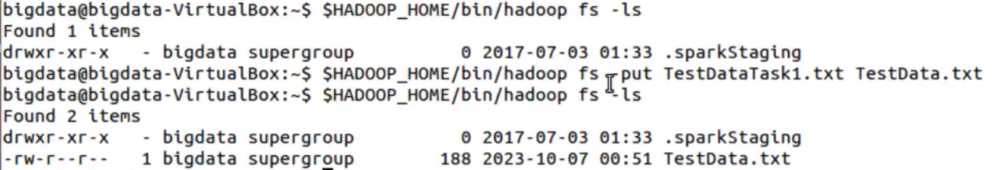 bigdata@bigdata-VirtualBox:~$ $HADOOP_HOME/bin/hadoop fs -ls
Found 1 items
drwxr-xr-x   - bigdata supergroup          0 2017-07-03 01:33 .sparkStaging
bigdata@bigdata-VirtualBox:~$ $HADOOP_HOME/bin/hadoop fs -put TestDataTask1.txt TestData.txt
bigdata@bigdata-VirtualBox:~$ $HADOOP_HOME/bin/hadoop fs -ls
Found 2 items
drwxr-xr-x   - bigdata supergroup          0 2017-07-03 01:33 .sparkStaging
-rw-r--r--   1 bigdata supergroup        188 2023-10-07 00:51 TestData.txt